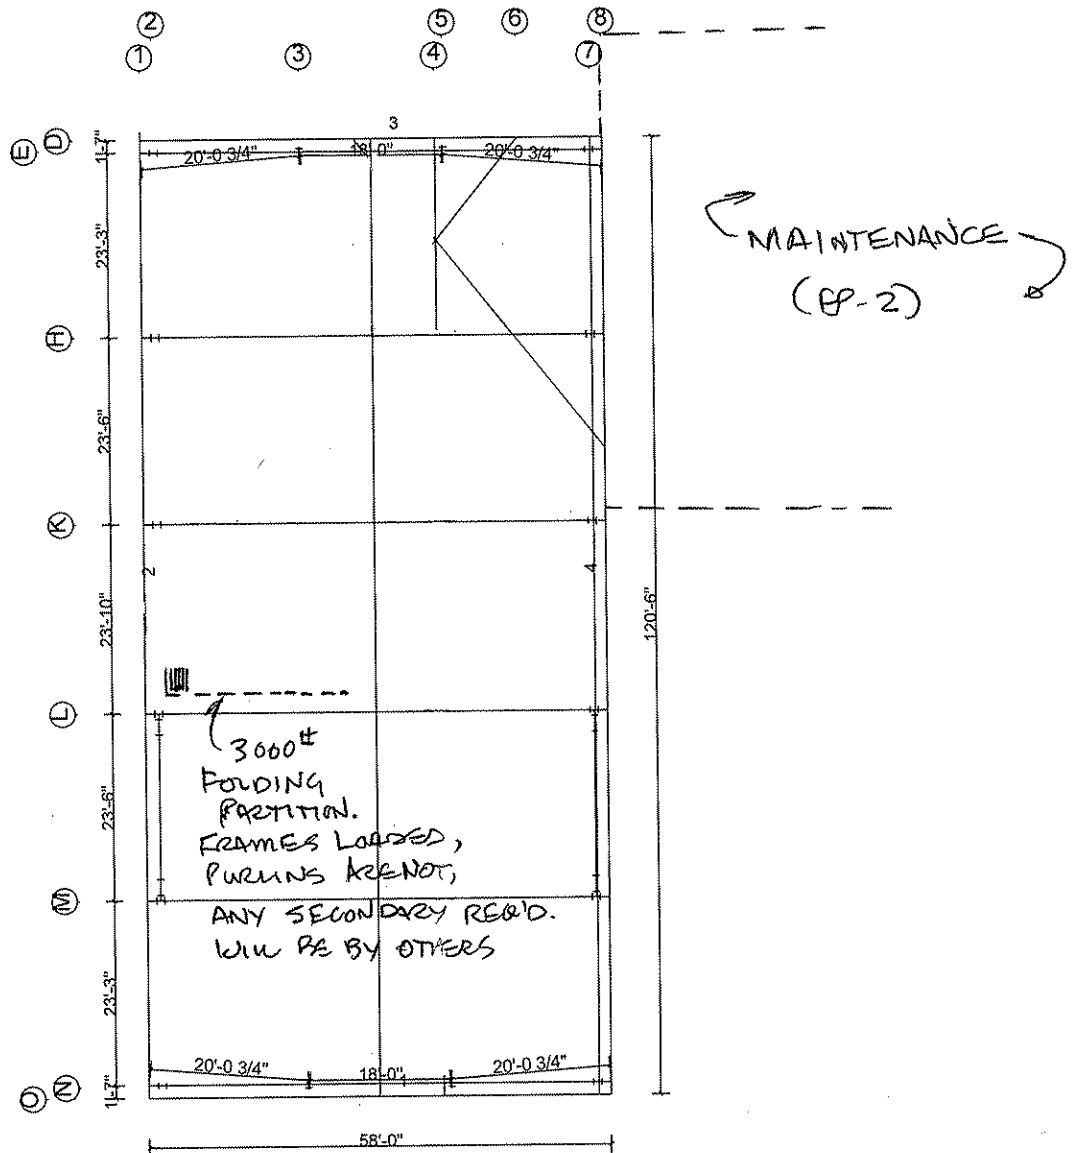 2 5 6 8
1 3 4 7
3
E D
1'-7"
20'-0 3/4" 18'-0" 20'-0 3/4"
23'-3"
MAINTENANCE
(EP-2)
H
23'-6"
K
2
4
23'-10"
120'-6"
L
3000#
FOLDING
PARTITION.
FRAMES LOADED,
PURLINS ARE NOT,
ANY SECONDARY REQ'D.
WILL BE BY OTHERS
23'-6"
M
23'-3"
20'-0 3/4" 18'-0" 20'-0 3/4"
O N
1'-7"
58'-0"